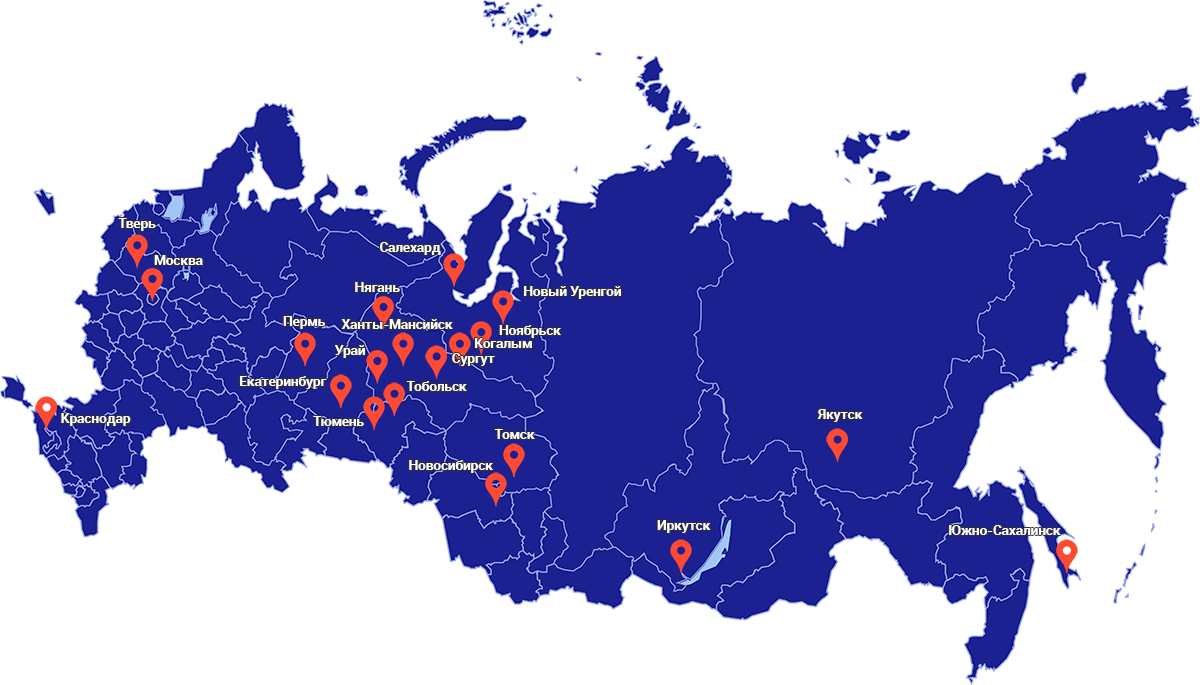 Тверь
Салехард
Москва
Нягань
Новый Уренгой
Пермь
Ханты-Мансийск
Ноябрьск
Когалым
Урай
Сургут
Екатеринбург
Тобольск
Якутск
Краснодар
Тюмень
Томск
Новосибирск
Иркутск
Южно-Сахалинск